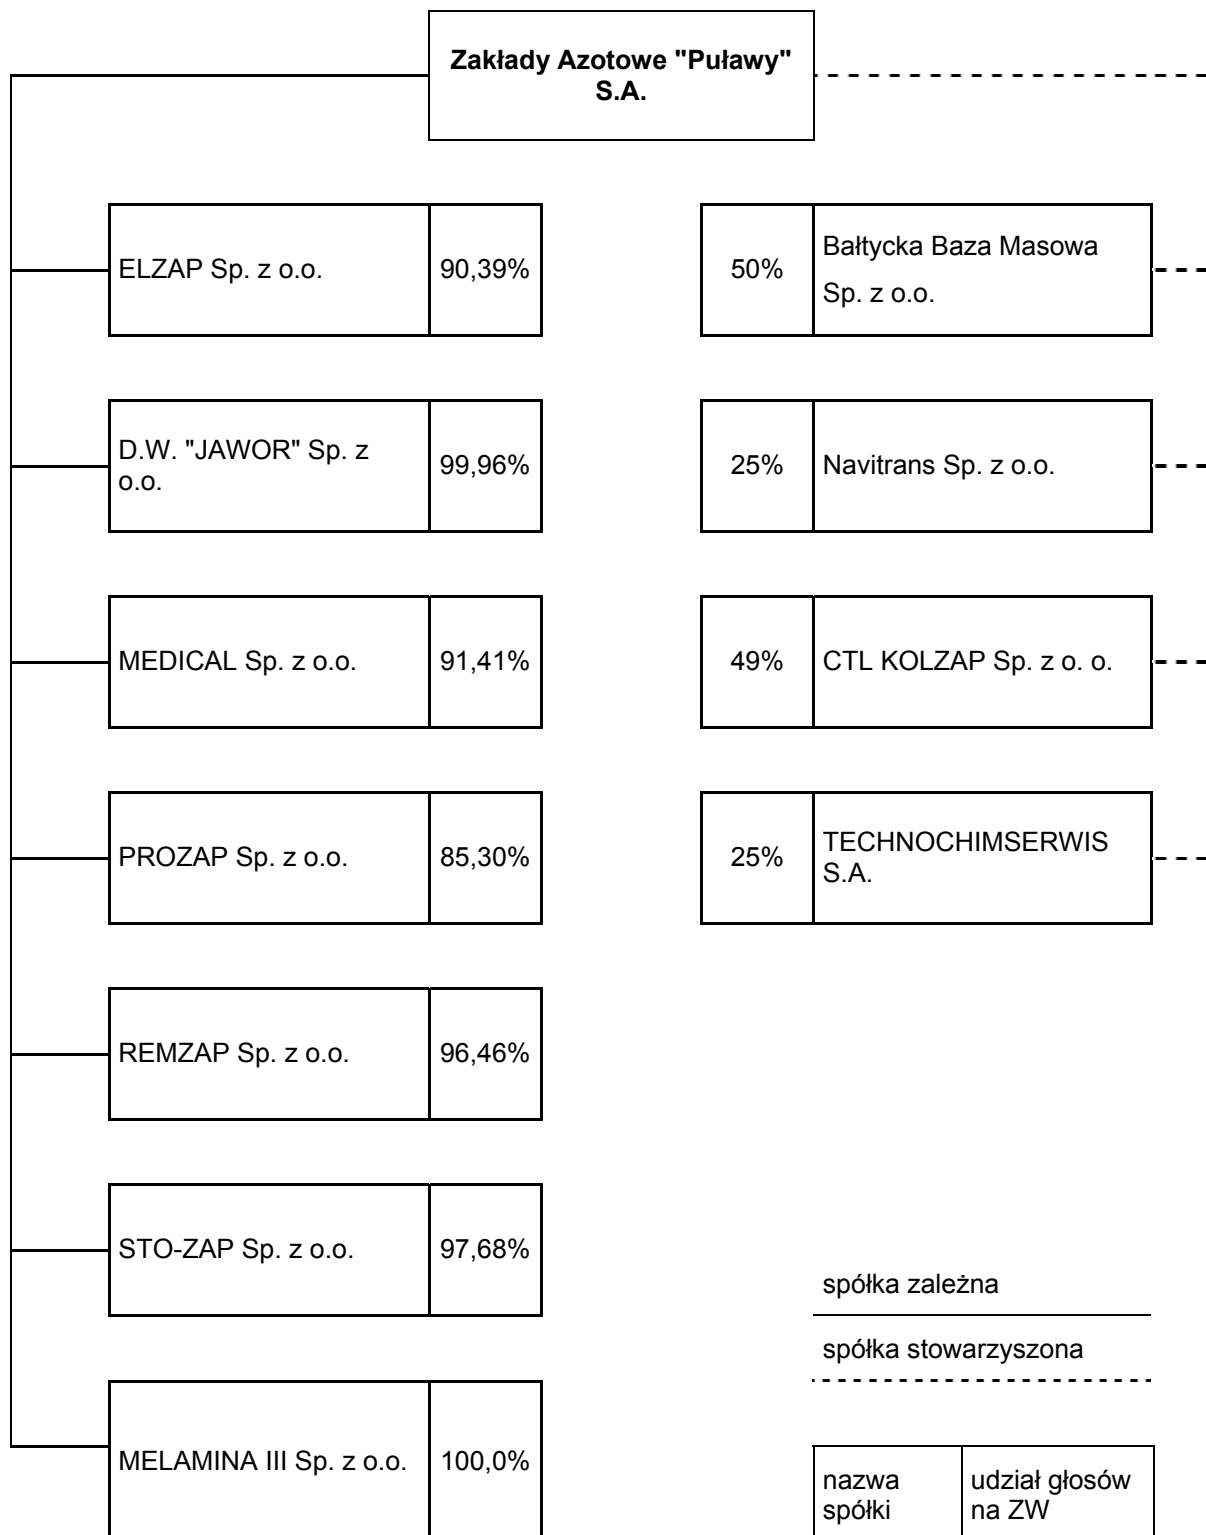 Zakłady Azotowe "Puławy"
S.A.
ELZAP Sp. z o.o.
90,39%
50%
Bałtycka Baza Masowa
Sp. z o.o.
D.W. "JAWOR" Sp. z
o.o.
99,96%
25%
Navitrans Sp. z o.o.
MEDICAL Sp. z o.o.
91,41%
49%
CTL KOLZAP Sp. z o. o.
PROZAP Sp. z o.o.
85,30%
25%
TECHNOCHIMSERWIS
S.A.
REMZAP Sp. z o.o.
96,46%
STO-ZAP Sp. z o.o.
97,68%
spółka zależna
spółka stowarzyszona
MELAMINA III Sp. z o.o.
100,0%
nazwa
spółki
udział głosów
na ZW